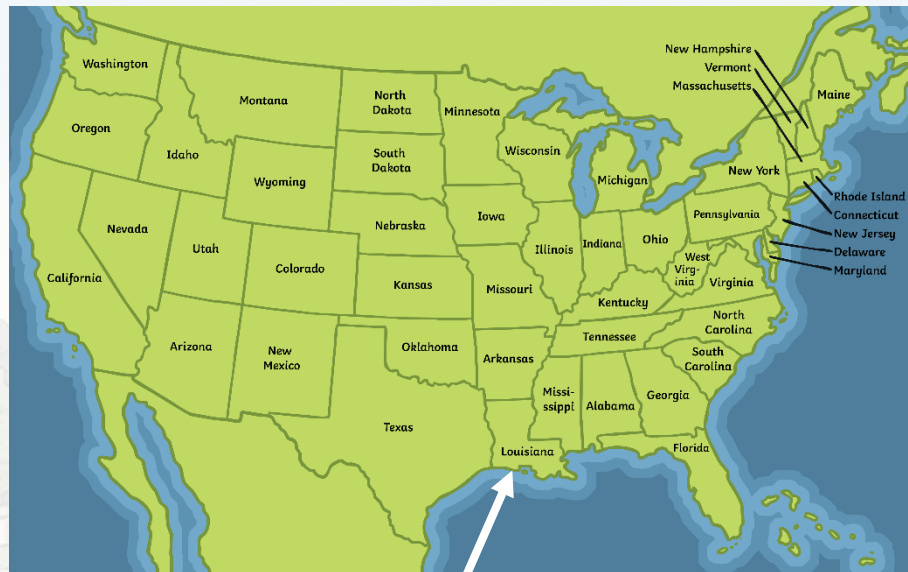 New Hampshire
Vermont
Massachusetts
Washington
Montana
North
Dakota
Minnesota
Maine
Oregon
Idaho
Wisconsin
South
Dakota
Michigan
New York
Wyoming
Rhode Island
Connecticut
Pennsylvania
New Jersey
Delaware
Maryland
Iowa
Nebraska
Nevada
Utah
Illinois
Indiana
Ohio
West
Virg-
inia
Virginia
California
Colorado
Kansas
Missouri
Kentucky
North
Carolina
Tennessee
Arizona
New
Mexico
Oklahoma
Arkansas
South
Carolina
Missi-
ssippi
Alabama
Georgia
Texas
Louisiana
Florida